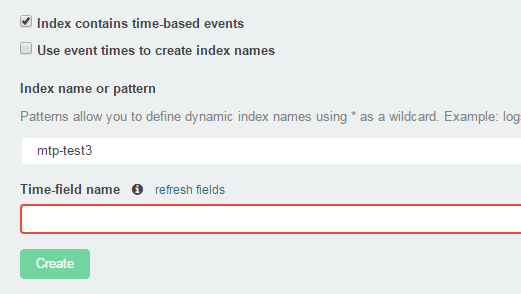 Index contains time-based events
Use event times to create index names
Index name or pattern
Patterns allow you to define dynamic index names using * as a wildcard. Example:
mtp-test3
Time-field name refresh fields
Create